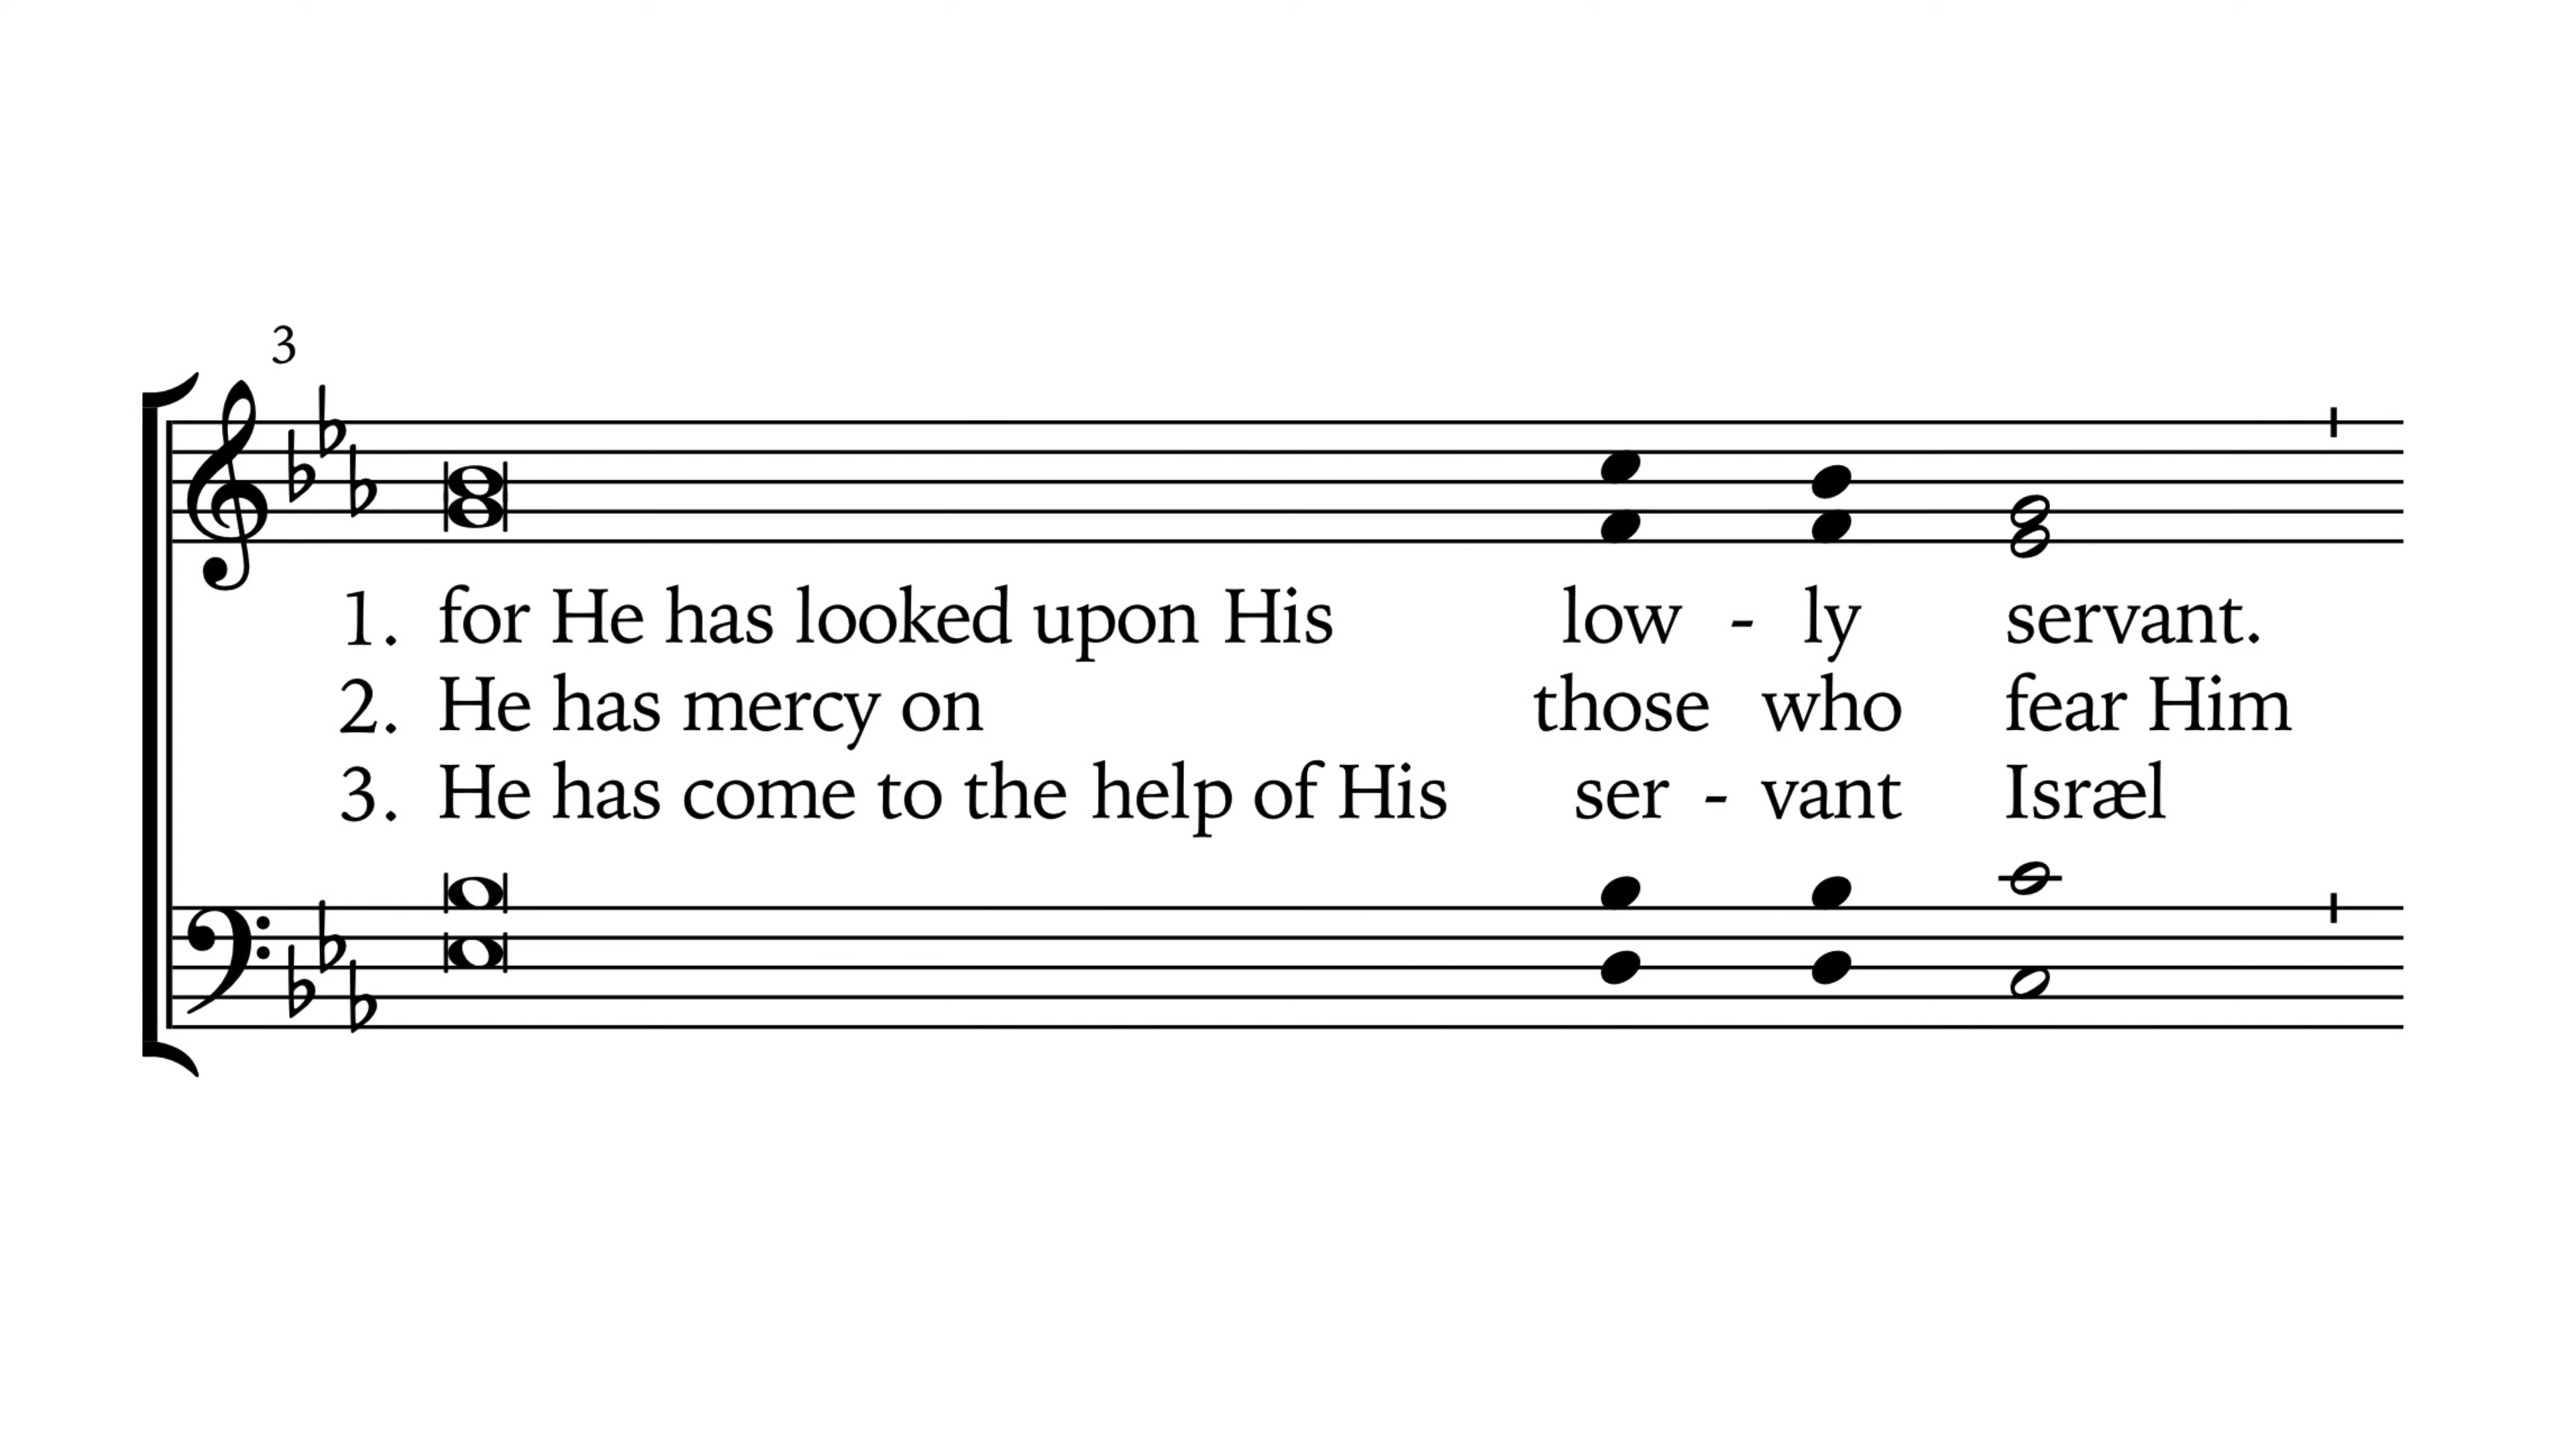 3
1. for He has looked upon His low - ly servant.
2. He has mercy on those who fear Him
3. He has come to the help of His ser - vant Isræl